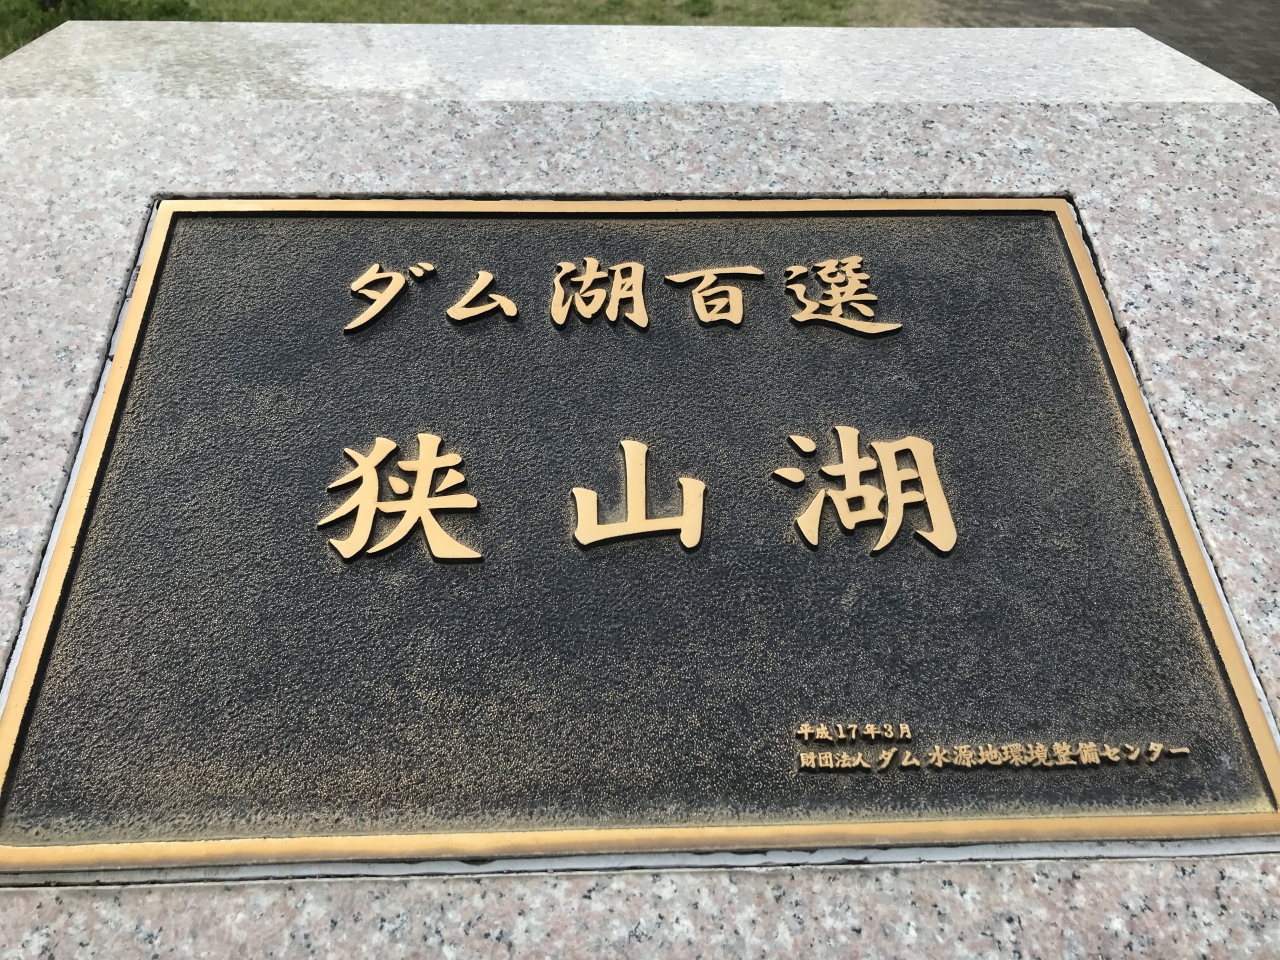 ダム湖百選
狭山湖
平成17年3月
財団法人 ダム水源地環境整備センター